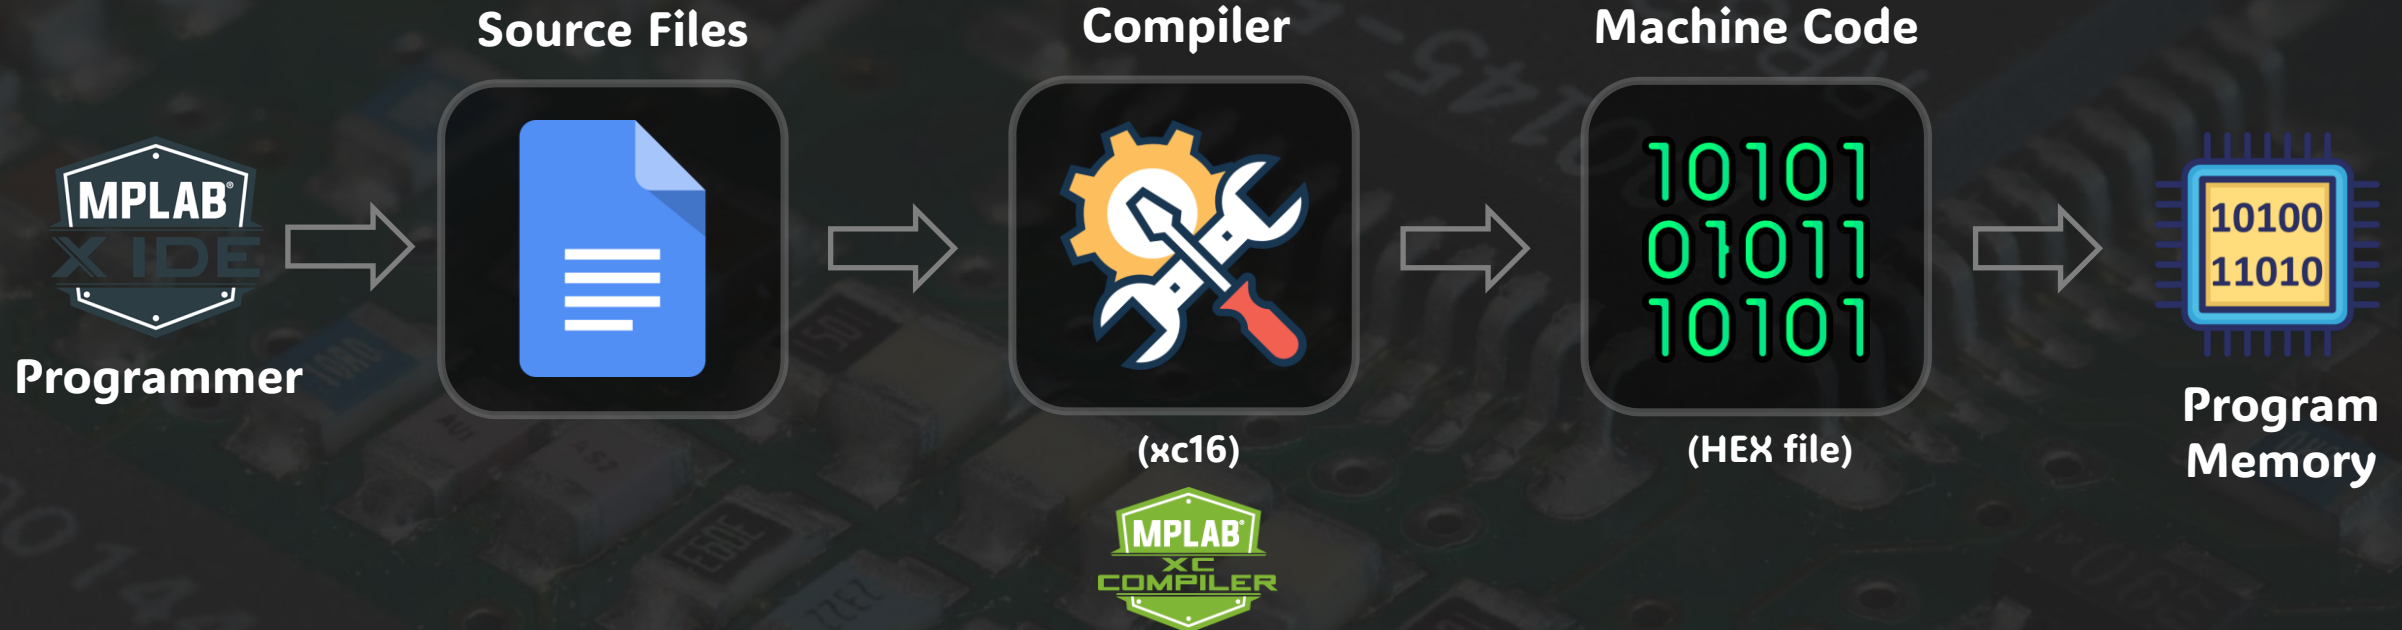 Source Files
Compiler
Machine Code
MPLAB®
X IDE
Programmer
10101
01011
10101
10100
11010
Program
Memory
(xc16)
(HEX file)
MPLAB®
XC
COMPILER